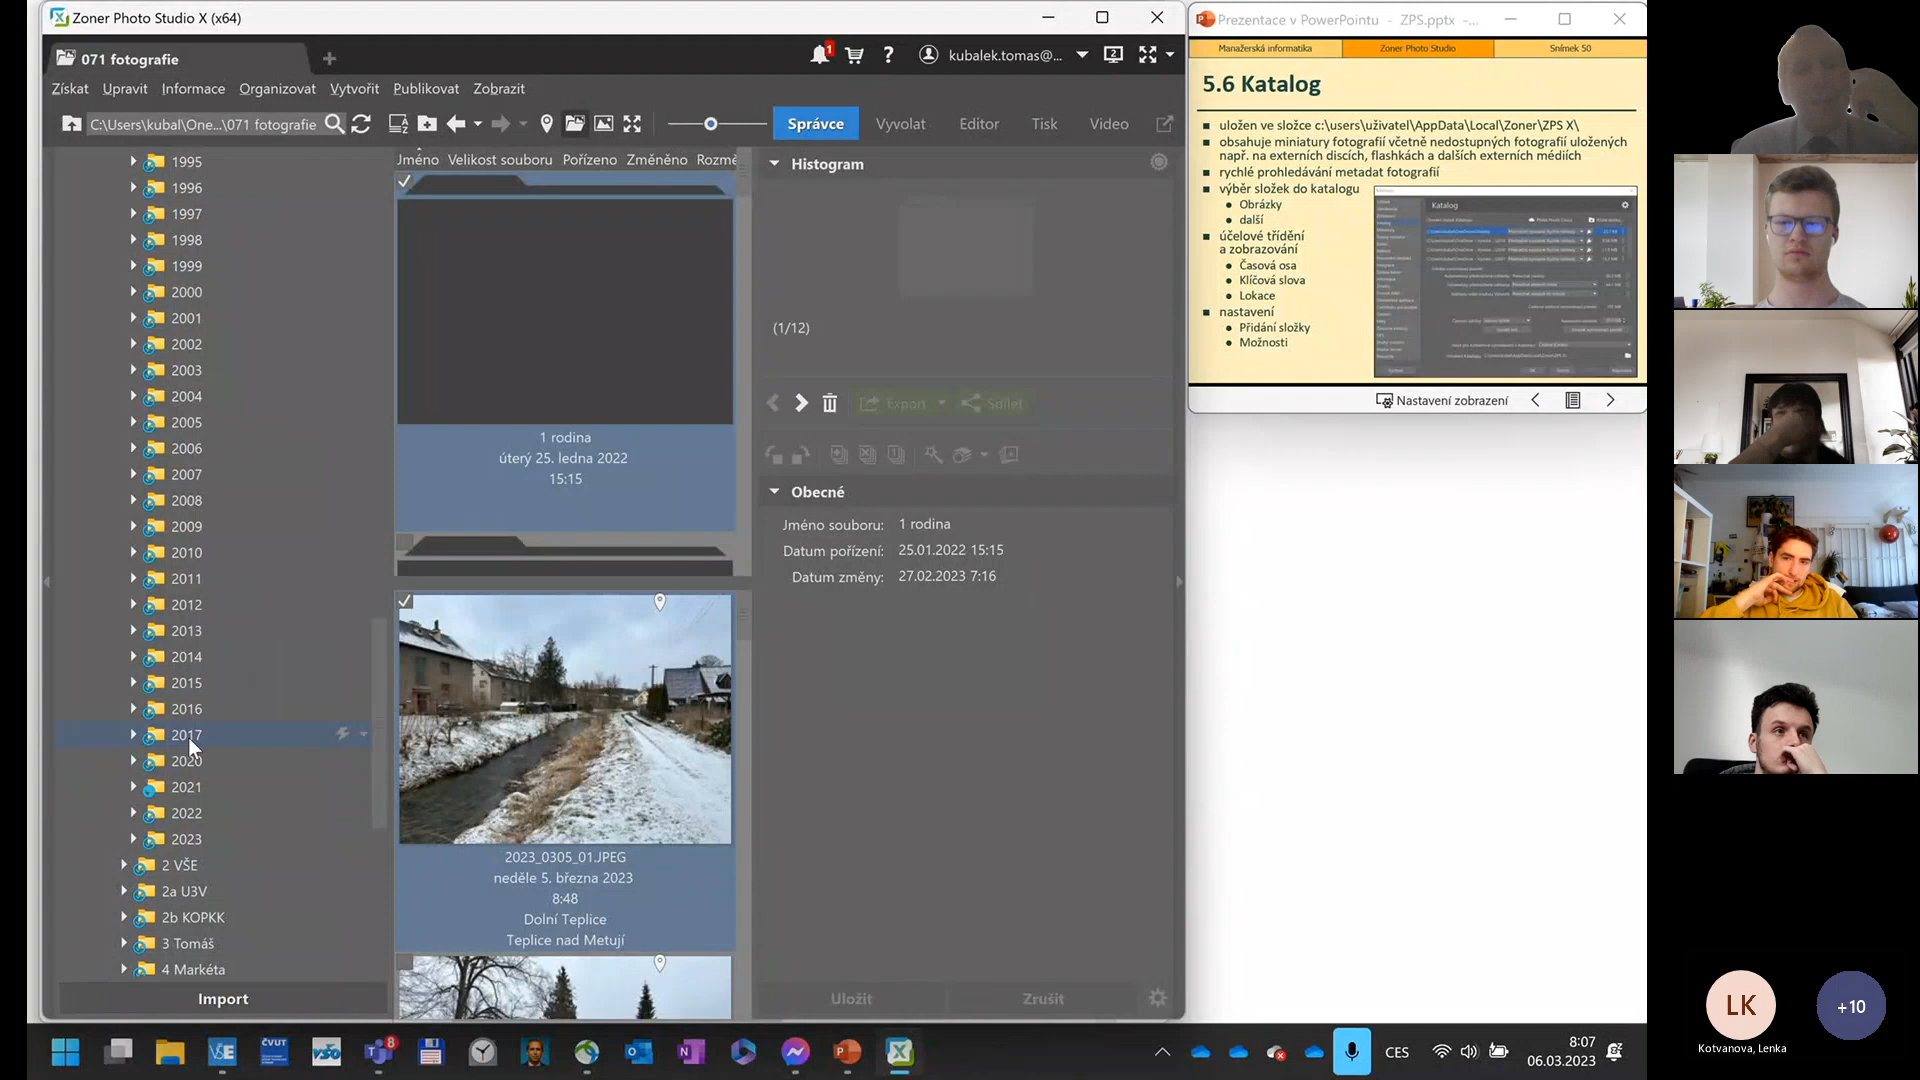 Zoner Photo Studio X (x64)
071 fotografie
1
kubalek.tomas@...
2
Získat Upravit Informace Organizovat Vytvořit Publikovat Zobrazit
C:\Users\kubal\One...\071 fotografie
Správce Vyvolat Editor Tisk Video
1995
1996
1997
1998
1999
2000
2001
2002
2003
2004
2005
2006
2007
2008
2009
2010
2011
2012
2013
2014
2015
2016
2017
2020
2021
2022
2023
2 VŠE
2a U3V
2b KOPKK
3 Tomáš
4 Markéta
Import
Jméno Velikost souboru Pořízeno Změněno Rozmě
1 rodina
úterý 25. ledna 2022
15:15
2023_0305_01.JPEG
neděle 5. března 2023
8:48
Dolní Teplice
Teplice nad Metují
Histogram
(1/12)
Export Sdílet
Obecné
Jméno souboru: 1 rodina
Datum pořízení: 25.01.2022 15:15
Datum změny: 27.02.2023 7:16
Uložit Zrušit
Prezentace v PowerPointu - ZPS.pptx -...
Manažerská informatika Zoner Photo Studio Snímek 50
5.6 Katalog
uložen ve složce c:\users\uživatel\AppData\Local\Zoner\ZPS X\
obsahuje miniatury fotografií včetně nedostupných fotografií uložených
např. na externích discích, flashkách a dalších externích médiích
rychlé prohledávání metadat fotografií
výběr složek do katalogu
Obrázky
další
účelové třídění
a zobrazování
Časová osa
Klíčová slova
Lokace
nastavení
Přidání složky
Možnosti
Katalog
Nastavení zobrazení
LK
Kotvanova, Lenka
+10
VŠE
ČVUT
VŠO
8
CES
8:07
06.03.2023